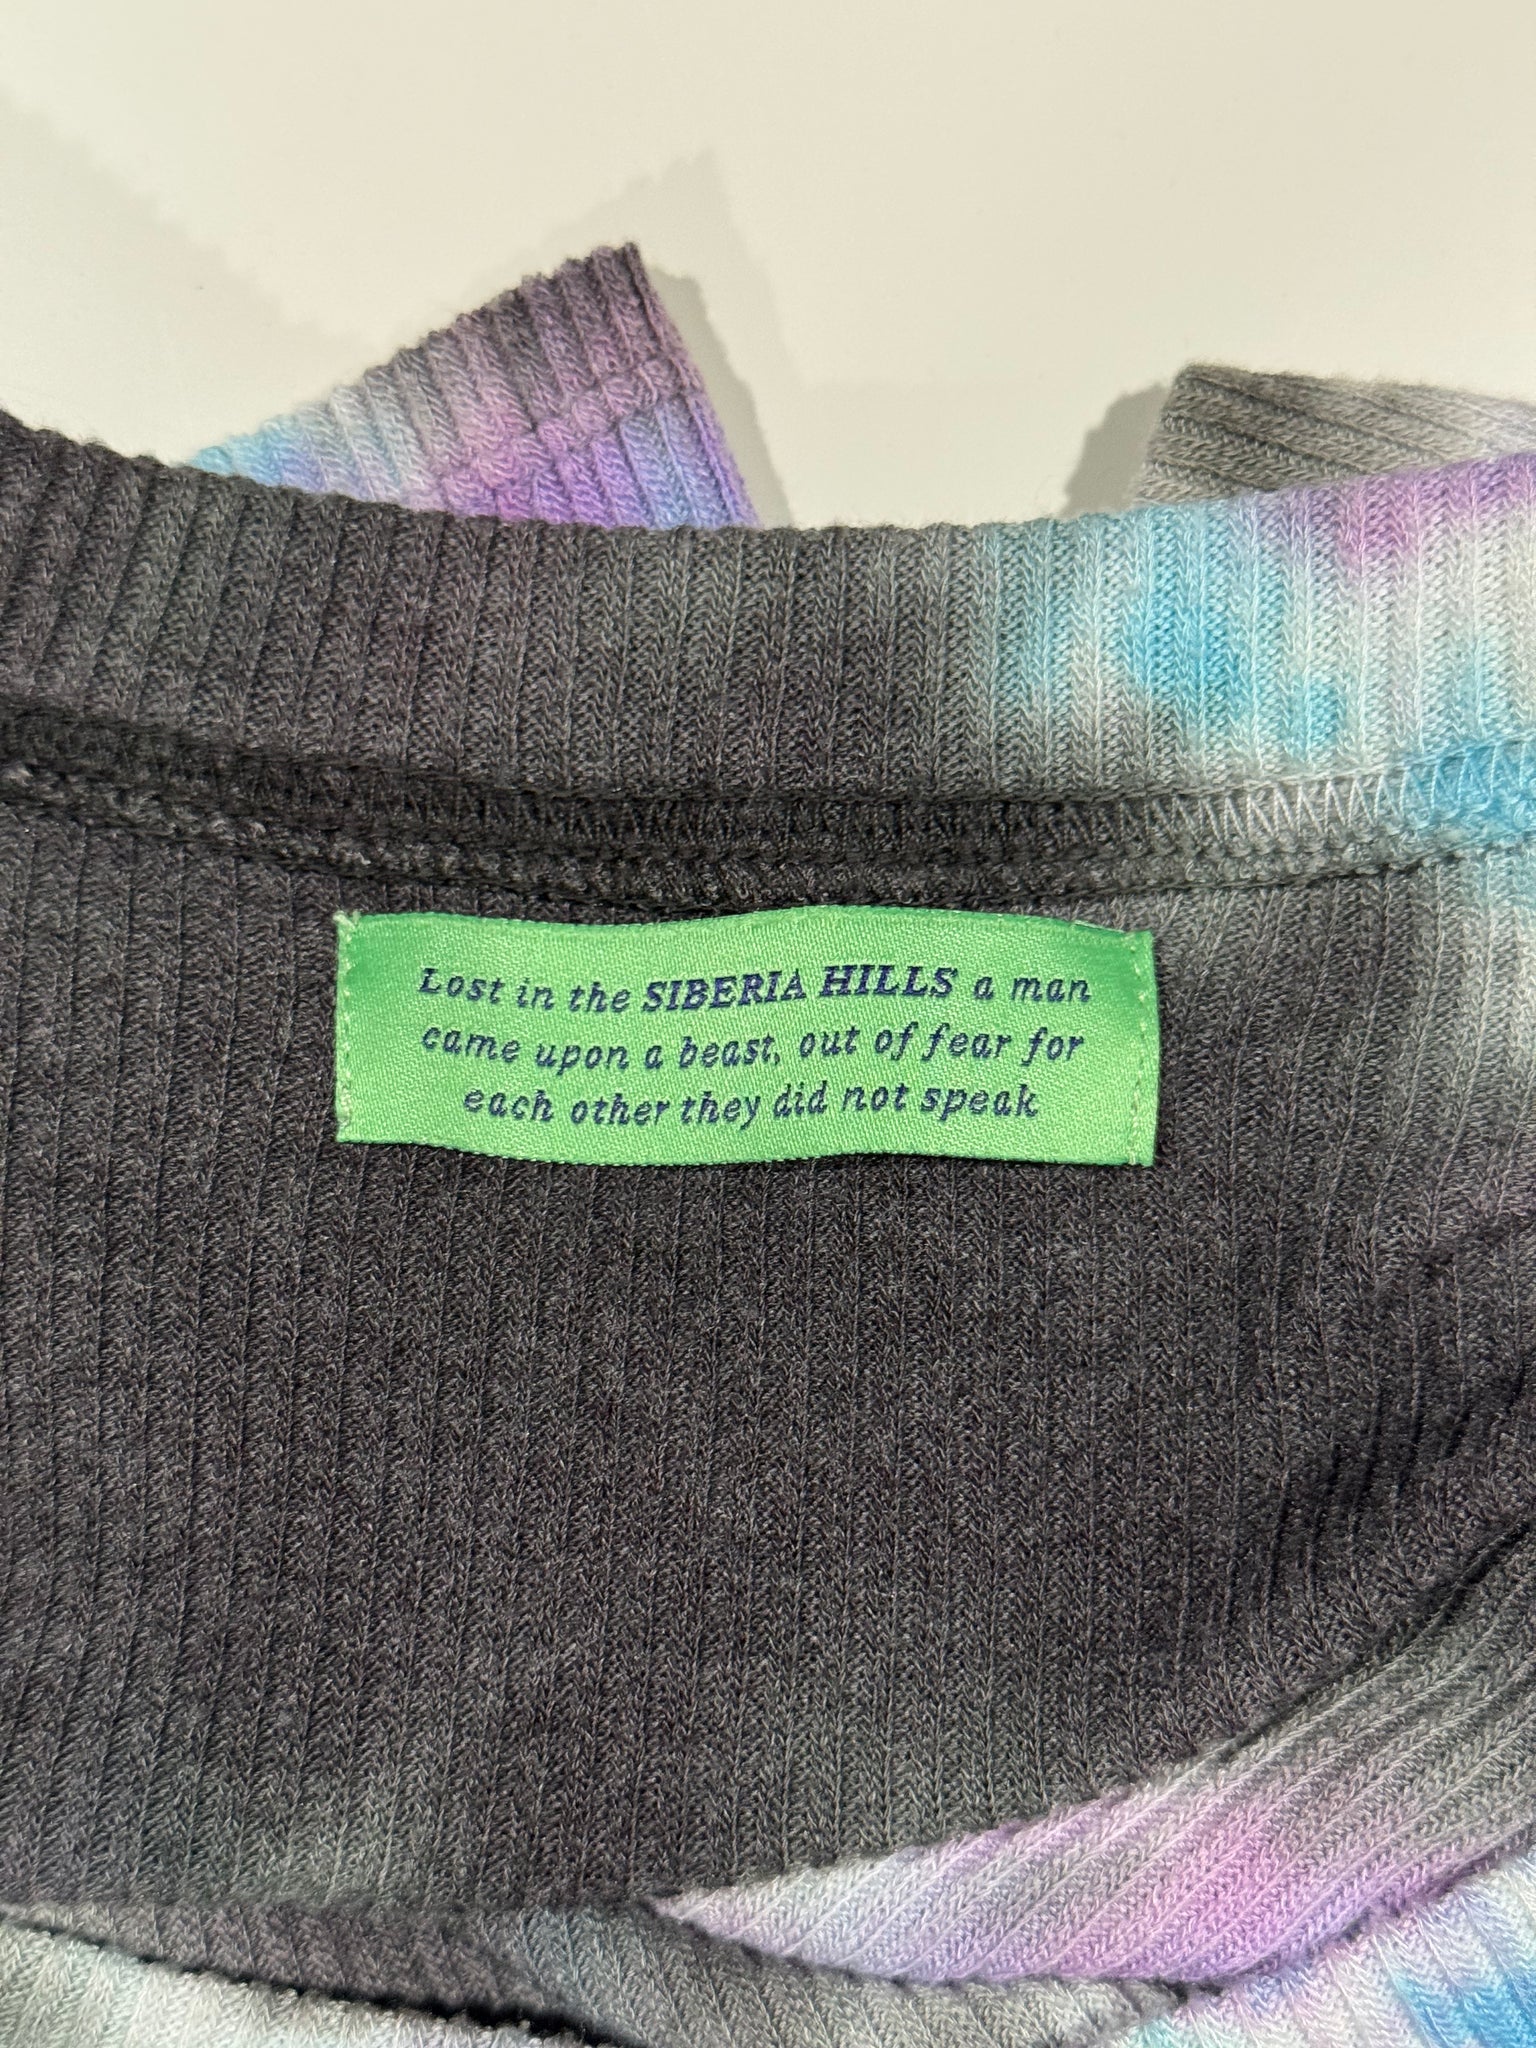 Lost in the SIBERIA HILLS a man
came upon a beast, out of fear for
each other they did not speak